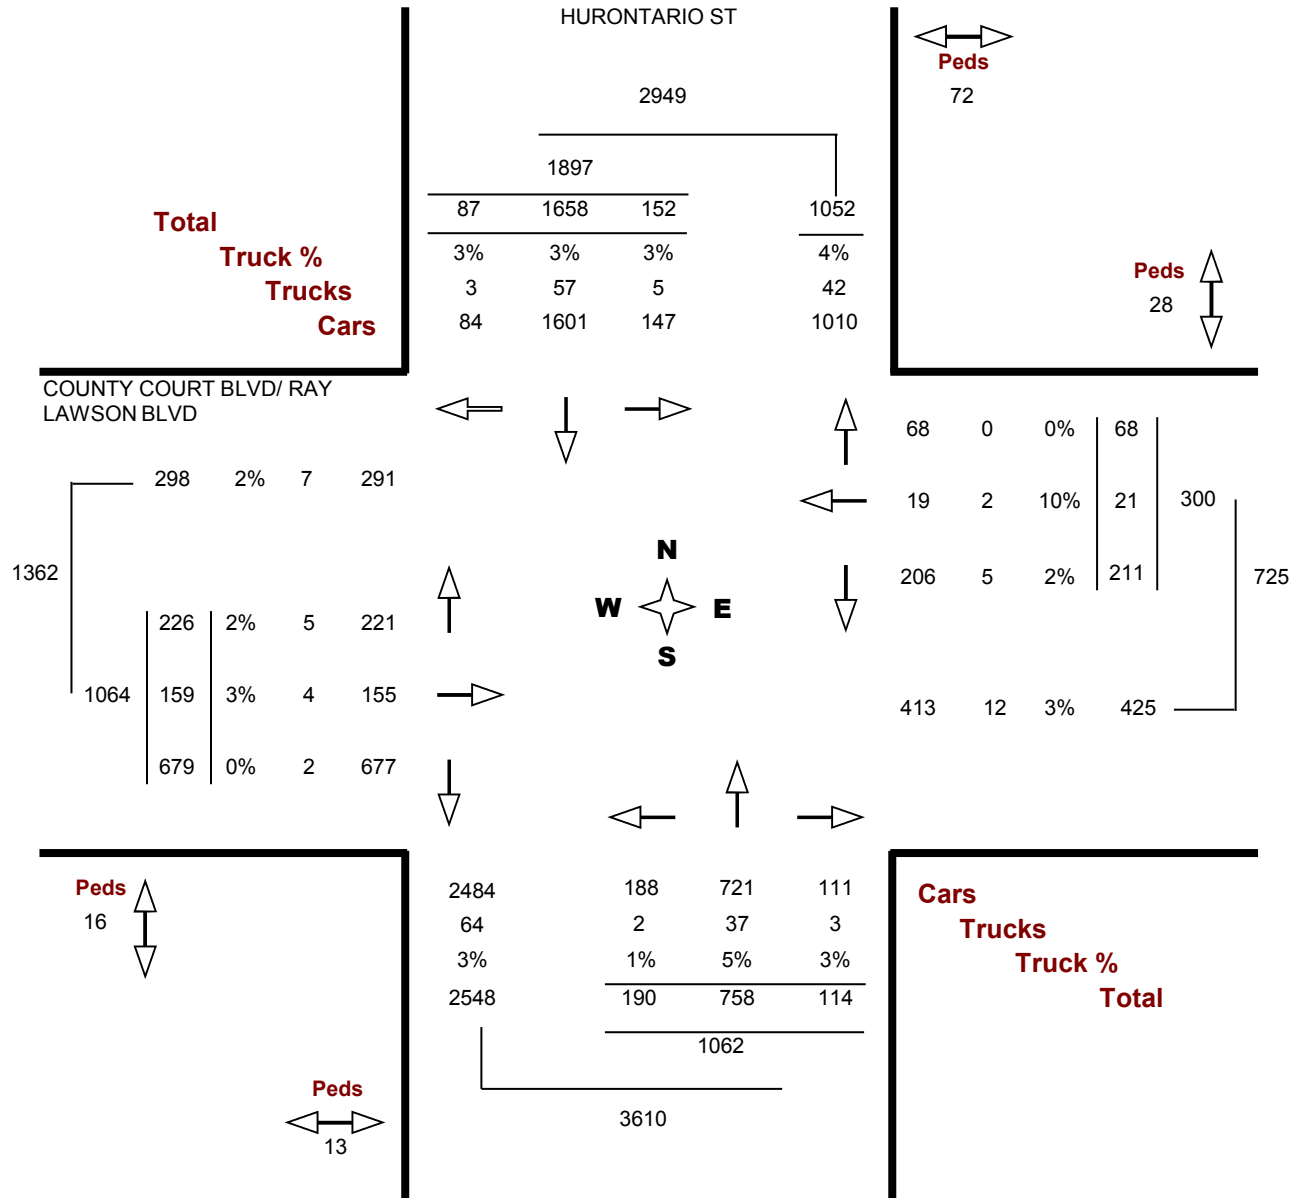 HURONTARIO ST
Peds
72
2949
1897
87 1658 152 1052
Total
Truck % 3% 3% 3% 4%
Trucks 3 57 5 42
Cars 84 1601 147 1010
Peds
28
COUNTY COURT BLVD/ RAY
LAWSON BLVD
68 0 0% 68
298 2% 7 291
19 2 10% 21 300
N
1362
206 5 2% 211 725
W E
226 2% 5 221
S
1064 159 3% 4 155
413 12 3% 425
679 0% 2 677
Peds
16
2484 188 721 111 Cars
64 2 37 3 Trucks
3% 1% 5% 3% Truck %
2548 190 758 114 Total
1062
Peds
13
3610